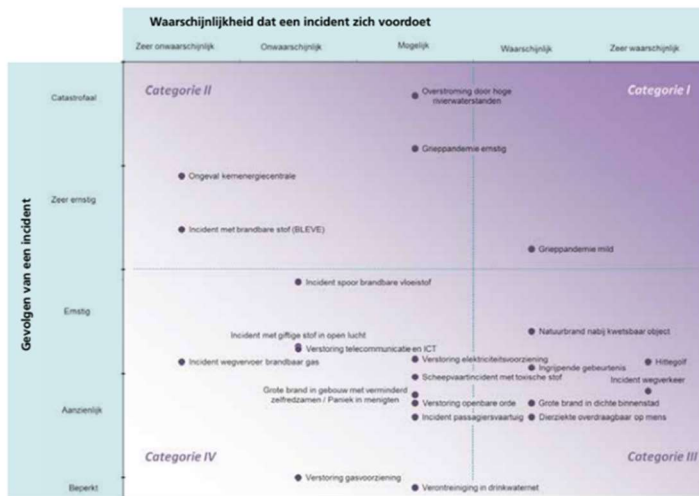 Waarschijnlijkheid dat een incident zich voordoet
Zeer onwaarschijnlijk
Onwaarschijnlijk
Mogelijk
Waarschijnlijk
Zeer waarschijnlijk
Gevolgen van een incident
Catastrofaal
Zeer ernstig
Ernstig
Aanzienlijk
Beperkt
Categorie II
Categorie I
Overstroming door hoge
rivierwaterstanden
Grieppandemie ernstig
Ongeval kernenergiecentrale
Incident met brandbare stof (BLEVE)
Grieppandemie mild
Incident spoor brandbare vloeistof
Incident met giftige stof in open lucht
Verstoring telecommunicatie en ICT
Natuurbrand nabij kwetsbaar object
Incident wegvervoer brandbaar gas
Verstoring elektriciteitsvoorziening
Ingrijpende gebeurtenis
Hittegolf
Scheepvaartincident met toxische stof
Incident wegverkeer
Grote brand in gebouw met verminderd
zelfredzamen / Paniek in menigten
Verstoring openbare orde
Grote brand in dichte binnenstad
Incident passagiersvaartuig
Dierziekte overdraagbaar op mens
Categorie IV
Categorie III
Verstoring gasvoorziening
Verontreiniging in drinkwaternet